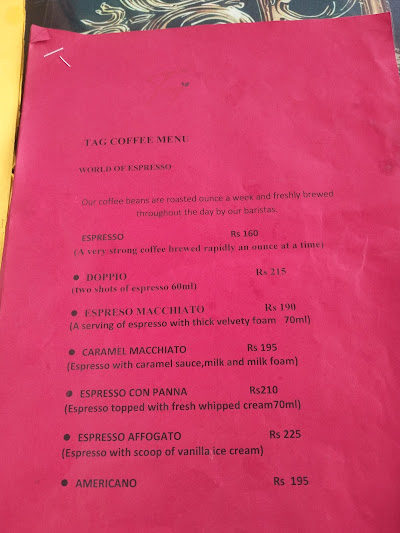 TAG COFFEE MENU
WORLD OF ESPRESSO
Our coffee beans are roasted ounce a week and freshly brewed
throughout the day by our baristas.
ESPRESSO Rs 160
(A very strong coffee brewed rapidly an ounce at a time)
● DOPPIO Rs 215
(two shots of espresso 60ml)
● ESPRESO MACCHIATO Rs 190
(A serving of espresso with thick velvety foam 70ml)
● CARAMEL MACCHIATO Rs 195
(Espresso with caramel sauce,milk and milk foam)
● ESPRESSO CON PANNA Rs210
(Espresso topped with fresh whipped cream70ml)
● ESPRESSO AFFOGATO Rs 225
(Espresso with scoop of vanilla ice cream)
● AMERICANO Rs 195